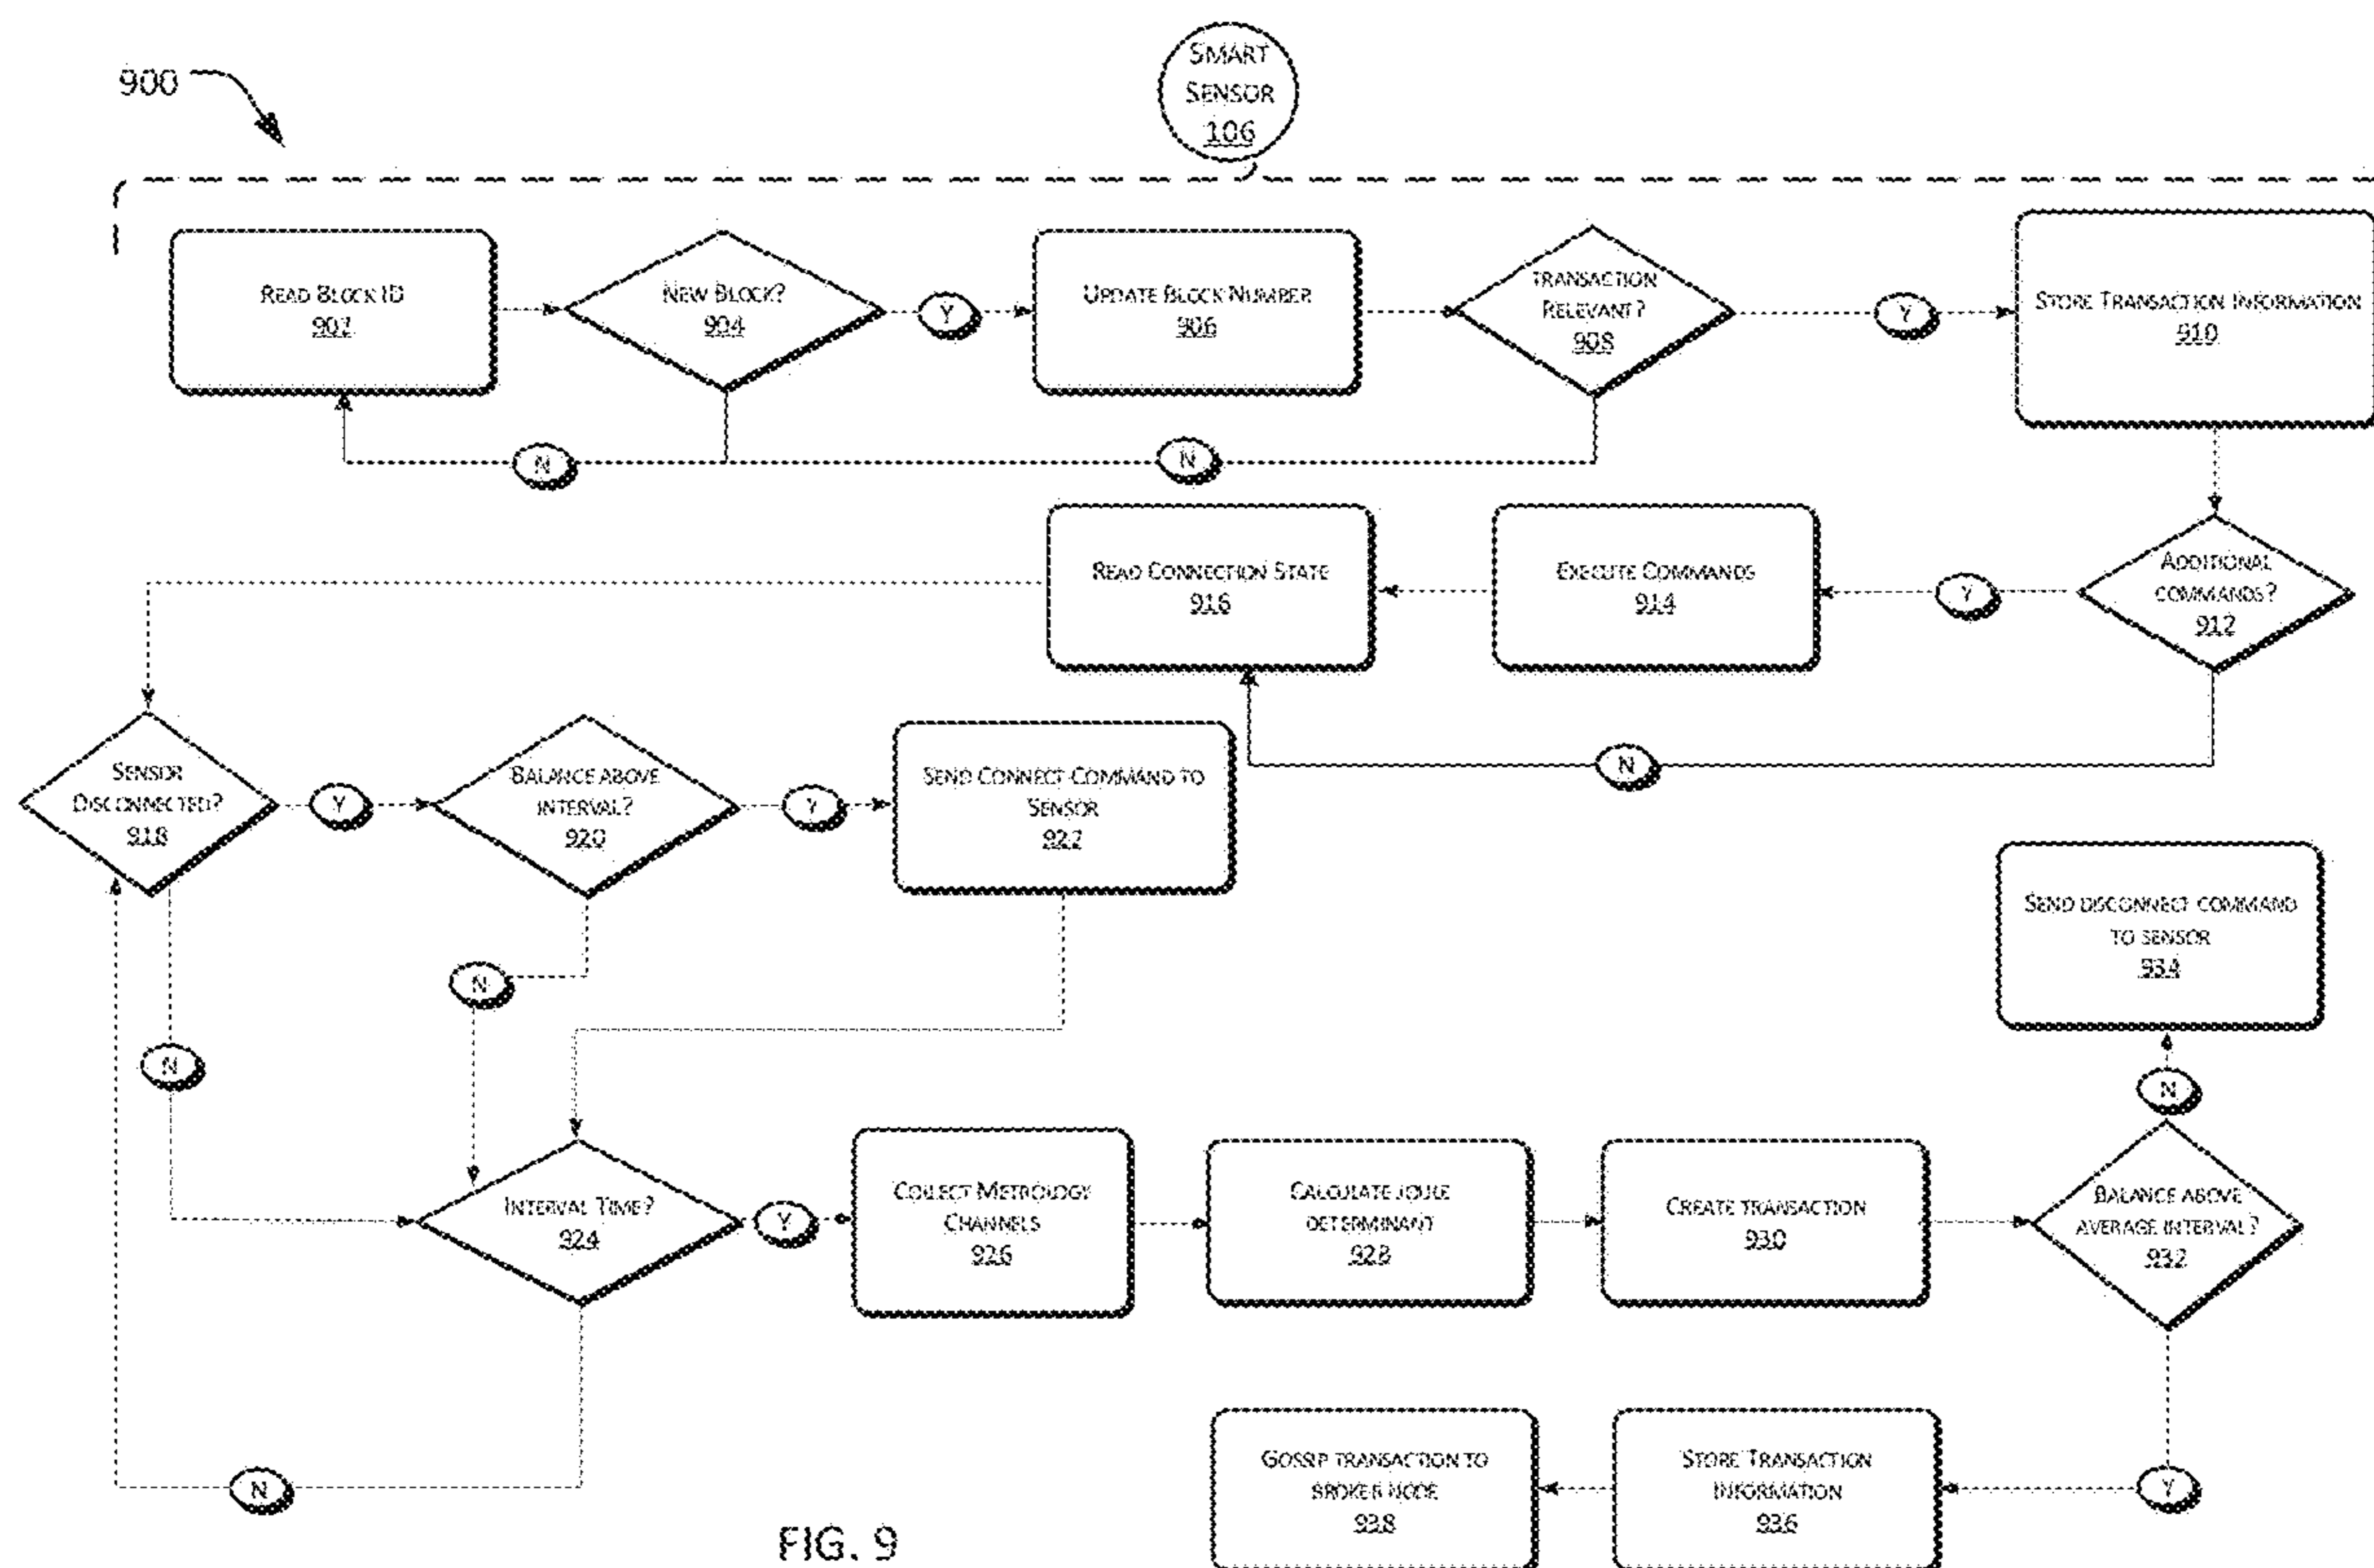 SMART
SENSOR
106
900
READ BLOCK ID
902
NEW BLOCK?
904
Y
UPDATE BLOCK NUMBER
906
TRANSACTION
RELEVANT?
908
Y
STORE TRANSACTION INFORMATION
910
N
N
READ CONNECTION STATE
916
EXECUTE COMMANDS
914
Y
ADDITIONAL
COMMANDS?
912
N
SENSOR
DISCONNECTED?
918
Y
BALANCE ABOVE
INTERVAL?
920
Y
SEND CONNECT COMMAND TO
SENSOR
922
SEND DISCONNECT COMMAND
TO SENSOR
934
N
N
N
INTERVAL TIME?
924
Y
COLLECT METROLOGY
CHANNELS
926
CALCULATE JOULE
DETERMINANT
928
CREATE TRANSACTION
930
BALANCE ABOVE
AVERAGE INTERVAL?
932
N
GOSSIP TRANSACTION TO
BROKER NODE
938
STORE TRANSACTION
INFORMATION
936
Y
FIG. 9